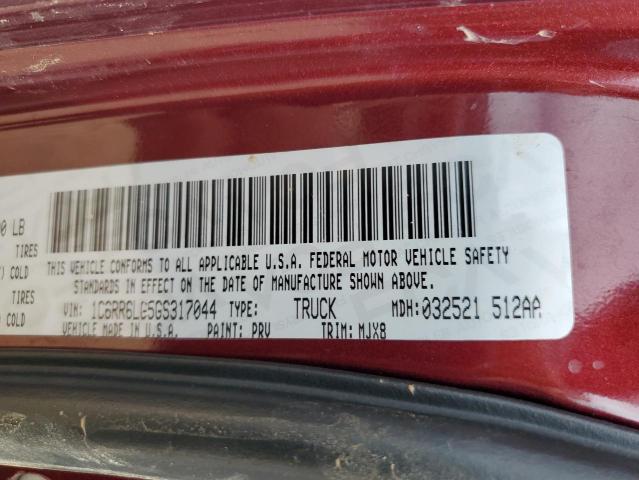 0 LB
TIRES
) COLD
TIRES
) COLD
THIS VEHICLE CONFORMS TO ALL APPLICABLE U.S.A. FEDERAL MOTOR VEHICLE SAFETY
STANDARDS IN EFFECT ON THE DATE OF MANUFACTURE SHOWN ABOVE.
VIN: 1C6RR6LG5GS317044 TYPE: TRUCK MDH: 032521 512AA
VEHICLE MADE IN U.S.A. PAINT: PRV TRIM: MJX8